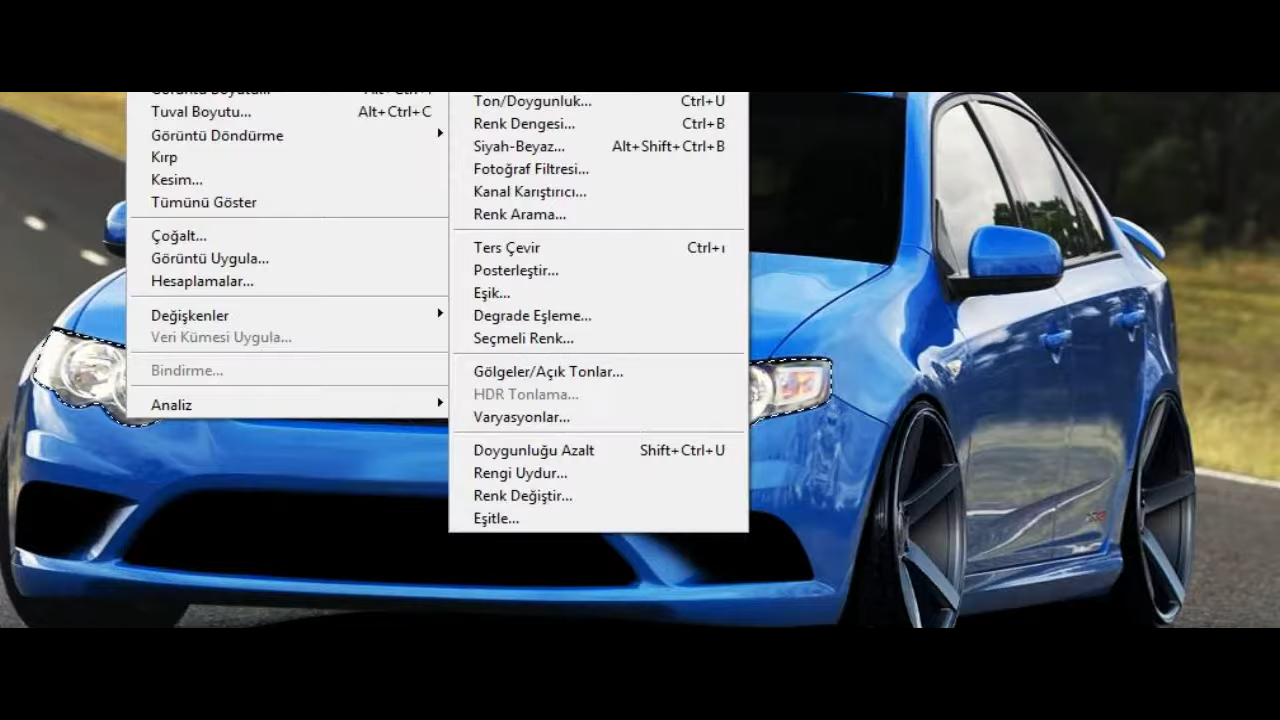 Tuval Boyutu... Alt+Ctrl+C
Görüntü Döndürme
Kırp
Kesim...
Tümünü Göster
Çoğalt...
Görüntü Uygula...
Hesaplamalar...
Değişkenler
Veri Kümesi Uygula...
Bindirme...
Analiz
Ton/Doygunluk... Ctrl+U
Renk Dengesi... Ctrl+B
Siyah-Beyaz... Alt+Shift+Ctrl+B
Fotoğraf Filtresi...
Kanal Karıştırıcı...
Renk Arama...
Ters Çevir Ctrl+ı
Posterleştir...
Eşik...
Degrade Eşleme...
Seçmeli Renk...
Gölgeler/Açık Tonlar...
HDR Tonlama...
Varyasyonlar...
Doygunluğu Azalt Shift+Ctrl+U
Rengi Uydur...
Renk Değiştir...
Eşitle...